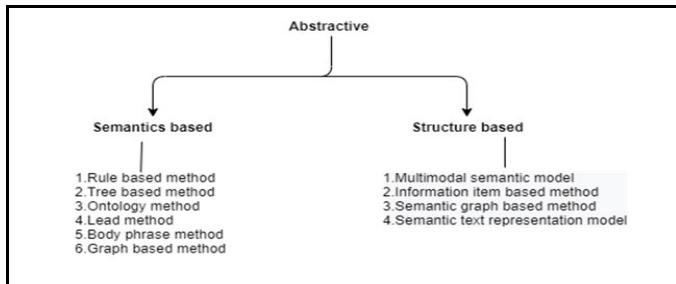 Abstractive
Semantics based
1.Rule based method
2.Tree based method
3.Ontology method
4.Lead method
5.Body phrase method
6.Graph based method
Structure based
1.Multimodal semantic model
2.Information item based method
3.Semantic graph based method
4.Semantic text representation model